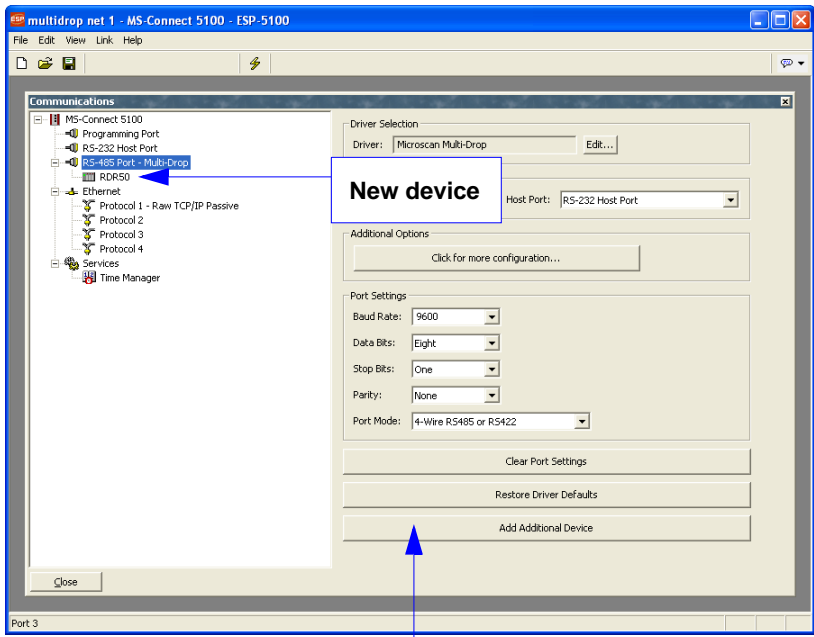 multidrop net 1 - MS-Connect 5100 - ESP-5100
File Edit View Link Help
Communications
MS-Connect 5100
Programming Port
RS-232 Host Port
RS-485 Port - Multi-Drop
RDR50
Ethernet
Protocol 1 - Raw TCP/IP Passive
Protocol 2
Protocol 3
Protocol 4
Services
Time Manager
Driver Selection
Driver: Microscan Multi-Drop Edit...
New device
Host Port: RS-232 Host Port
Additional Options
Click for more configuration...
Port Settings
Baud Rate: 9600
Data Bits: Eight
Stop Bits: One
Parity: None
Port Mode: 4-Wire RS485 or RS422
Clear Port Settings
Restore Driver Defaults
Add Additional Device
Close
Port 3